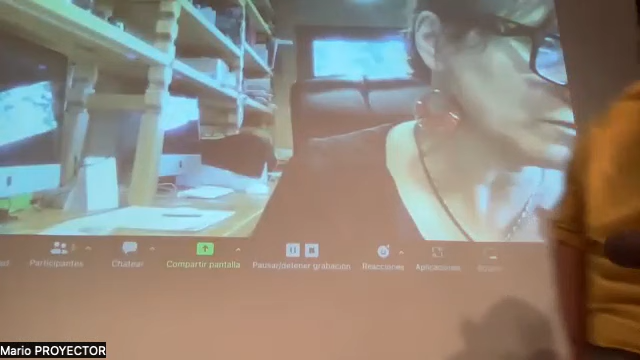 Participantes Chatear Compartir pantalla Pausar/detener grabación Reacciones Aplicaciones
Mario PROYECTOR